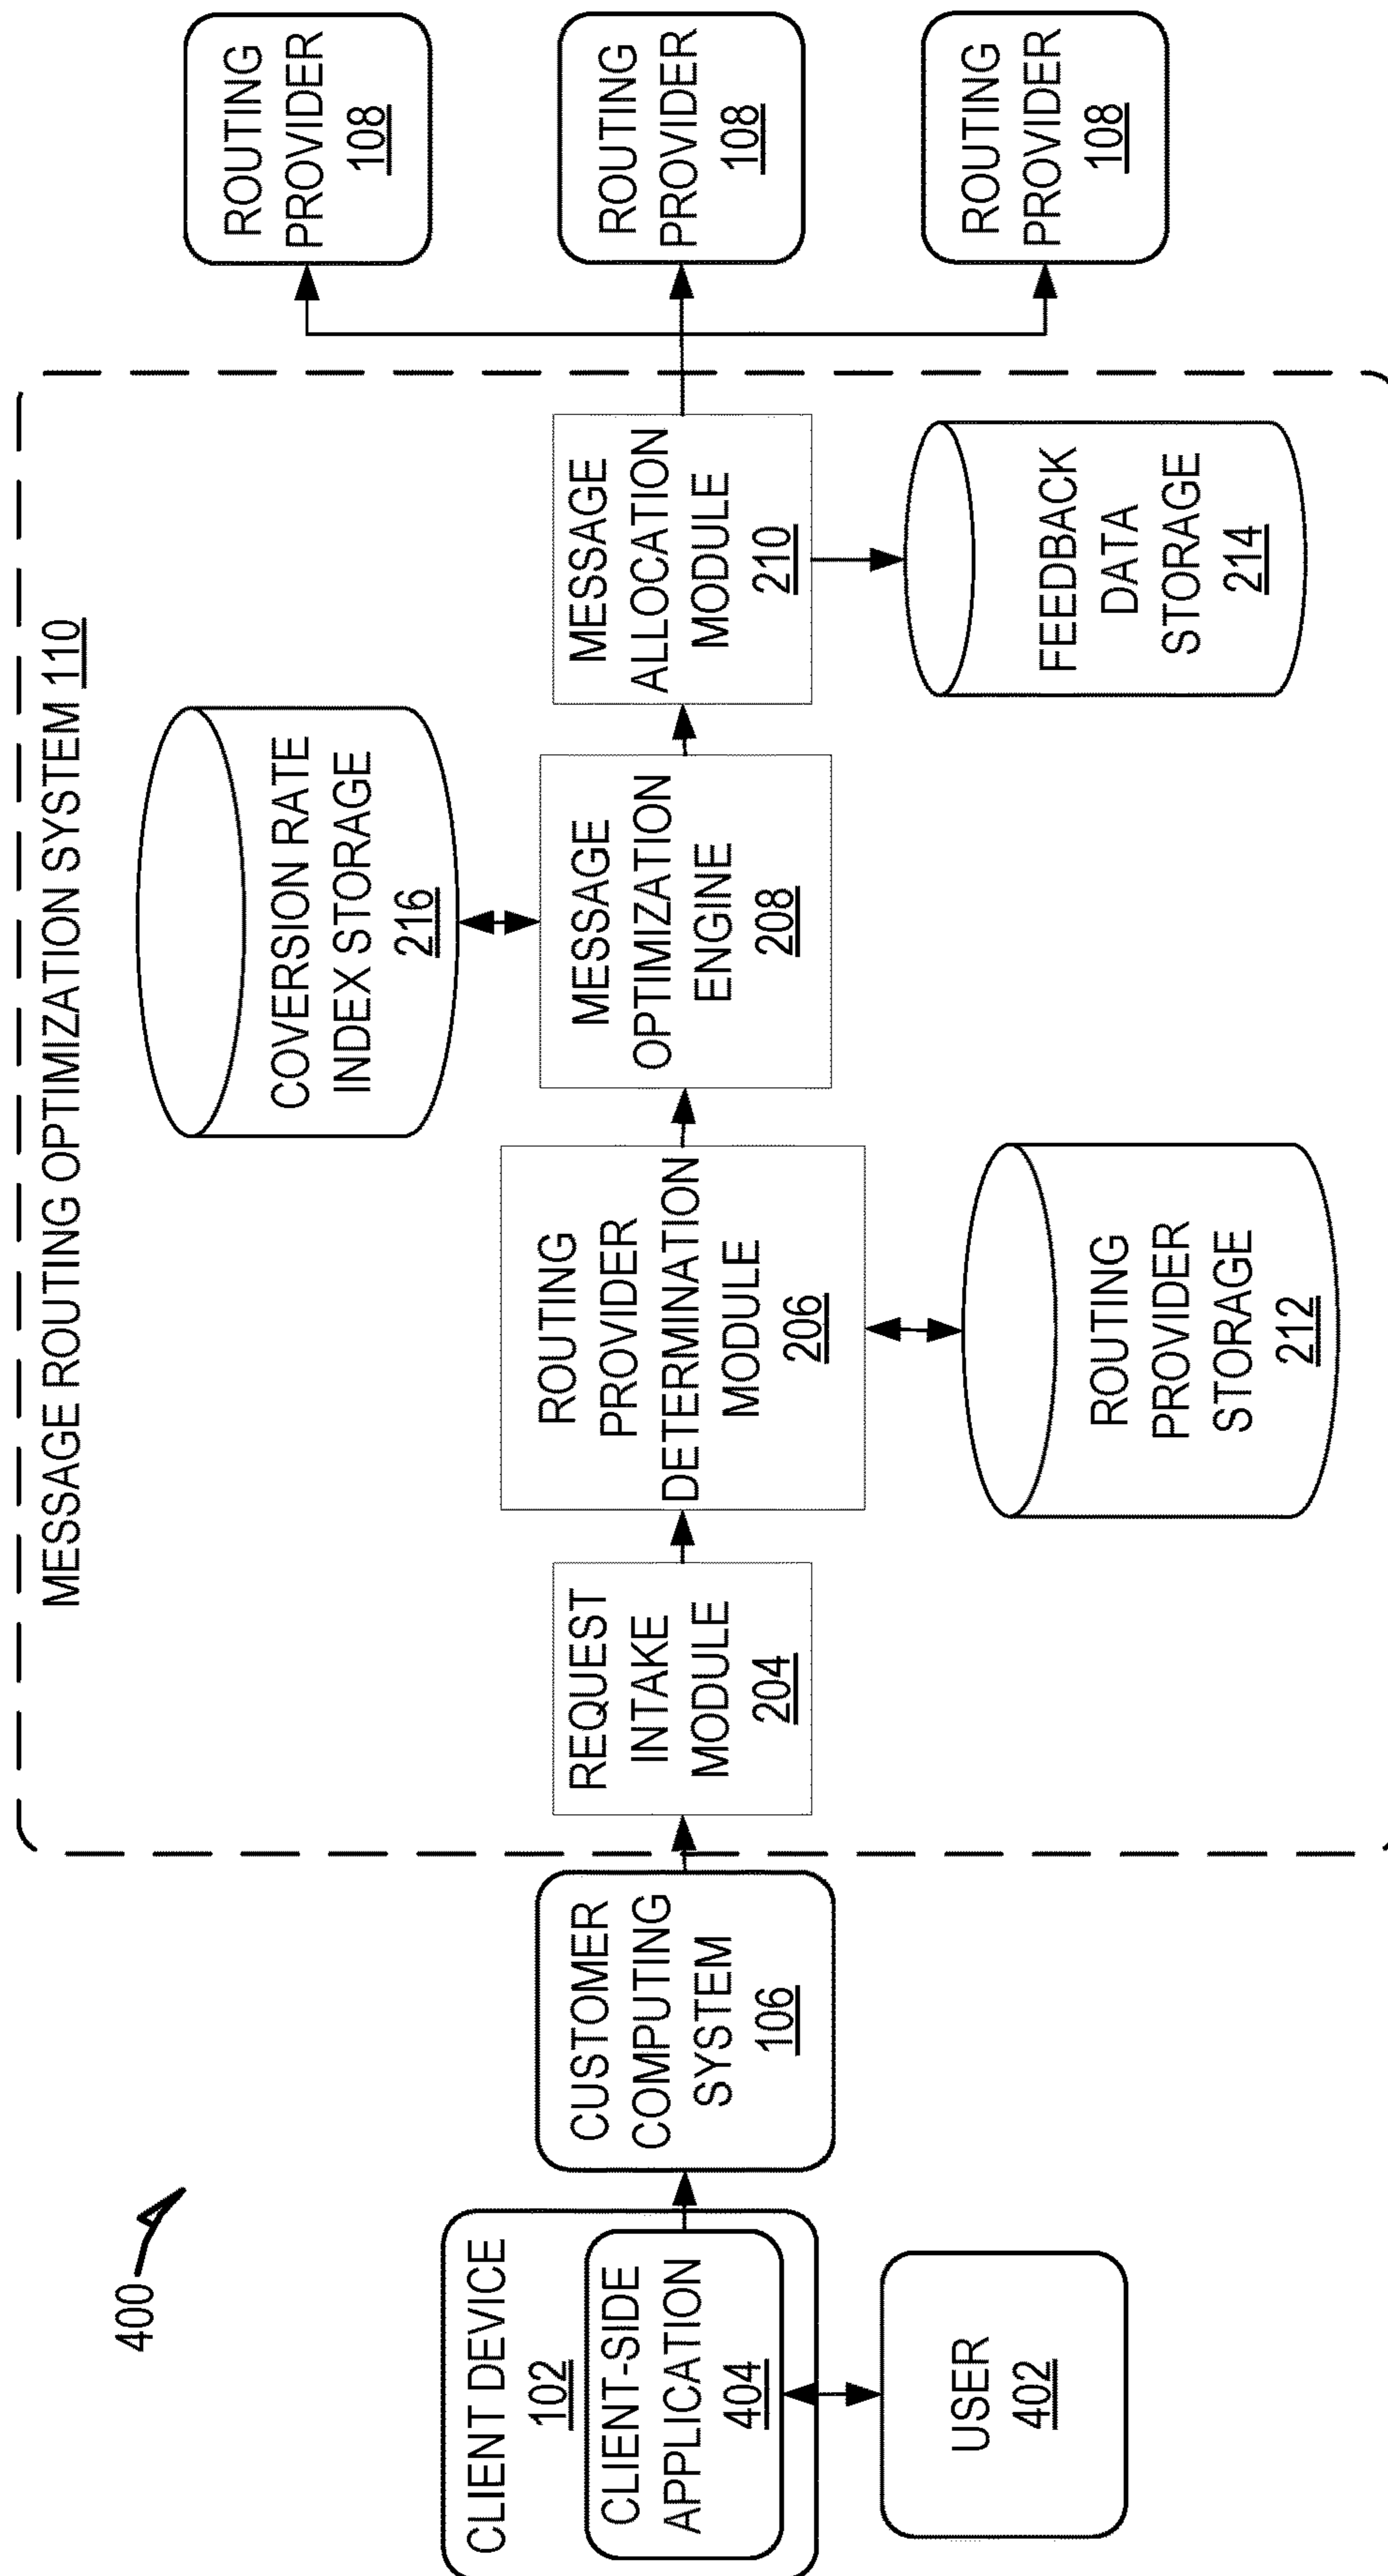 400
CLIENT DEVICE
102
CLIENT-SIDE
APPLICATION
404
USER
402
CUSTOMER
COMPUTING
SYSTEM
106
MESSAGE ROUTING OPTIMIZATION SYSTEM 110
REQUEST
INTAKE
MODULE
204
ROUTING
PROVIDER
DETERMINATION
MODULE
206
ROUTING
PROVIDER
STORAGE
212
COVERSION RATE
INDEX STORAGE
216
MESSAGE
OPTIMIZATION
ENGINE
208
MESSAGE
ALLOCATION
MODULE
210
FEEDBACK
DATA
STORAGE
214
ROUTING
PROVIDER
108
ROUTING
PROVIDER
108
ROUTING
PROVIDER
108